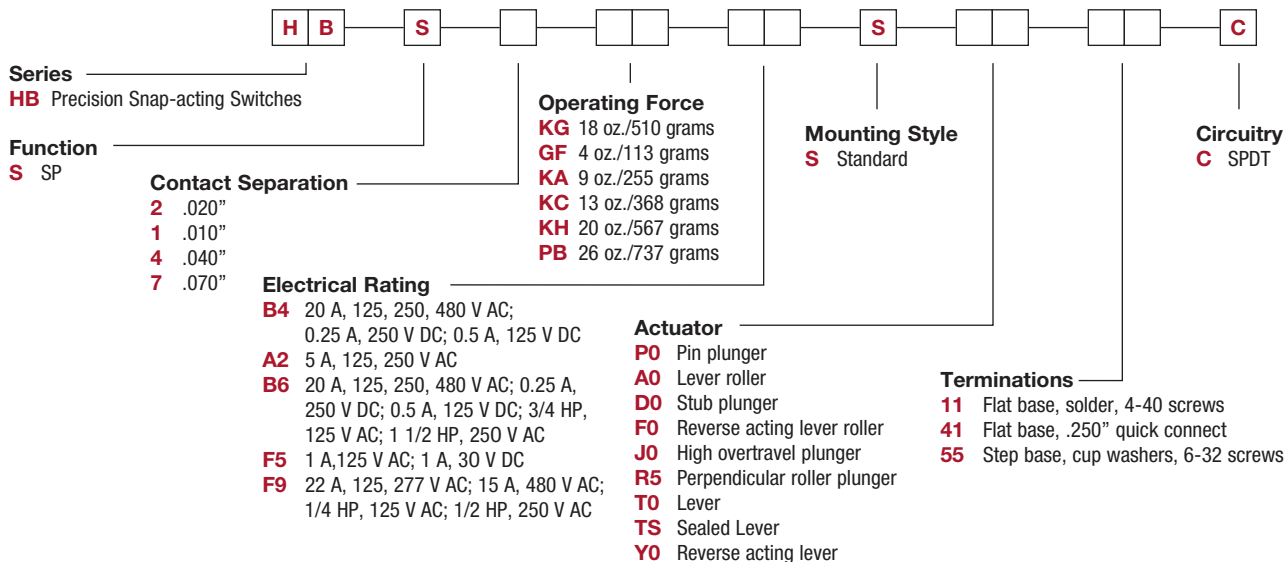 H B S S C
Series
HB Precision Snap-acting Switches
Function
S SP
Contact Separation
2 .020”
1 .010”
4 .040”
7 .070”
Operating Force
KG 18 oz./510 grams
GF 4 oz./113 grams
KA 9 oz./255 grams
KC 13 oz./368 grams
KH 20 oz./567 grams
PB 26 oz./737 grams
Electrical Rating
B4 20 A, 125, 250, 480 V AC;
0.25 A, 250 V DC; 0.5 A, 125 V DC
A2 5 A, 125, 250 V AC
B6 20 A, 125, 250, 480 V AC; 0.25 A,
250 V DC; 0.5 A, 125 V DC; 3/4 HP,
125 V AC; 1 1/2 HP, 250 V AC
F5 1 A,125 V AC; 1 A, 30 V DC
F9 22 A, 125, 277 V AC; 15 A, 480 V AC;
1/4 HP, 125 V AC; 1/2 HP, 250 V AC
Mounting Style
S Standard
Actuator
P0 Pin plunger
A0 Lever roller
D0 Stub plunger
F0 Reverse acting lever roller
J0 High overtravel plunger
R5 Perpendicular roller plunger
T0 Lever
TS Sealed Lever
Y0 Reverse acting lever
Terminations
11 Flat base, solder, 4-40 screws
41 Flat base, .250” quick connect
55 Step base, cup washers, 6-32 screws
Circuitry
C SPDT